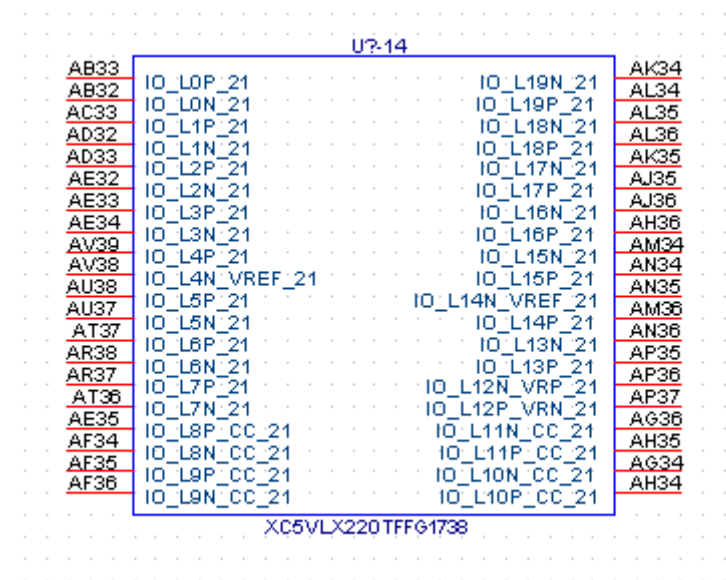 U?-14
AB33 IO_L0P_21 IO_L19N_21 AK34
AB32 IO_L0N_21 IO_L19P_21 AL34
AC33 IO_L1P_21 IO_L18N_21 AL35
AD32 IO_L1N_21 IO_L18P_21 AL36
AD33 IO_L2P_21 IO_L17N_21 AK35
AE32 IO_L2N_21 IO_L17P_21 AJ35
AE33 IO_L3P_21 IO_L16N_21 AJ36
AE34 IO_L3N_21 IO_L16P_21 AH36
AV39 IO_L4P_21 IO_L15N_21 AM34
AV38 IO_L4N_VREF_21 IO_L15P_21 AN34
AU38 IO_L5P_21 IO_L14N_VREF_21 AN35
AU37 IO_L5N_21 IO_L14P_21 AM36
AT37 IO_L6P_21 IO_L13N_21 AN36
AR38 IO_L6N_21 IO_L13P_21 AP35
AR37 IO_L7P_21 IO_L12N_VRP_21 AP36
AT36 IO_L7N_21 IO_L12P_VRN_21 AP37
AE35 IO_L8P_CC_21 IO_L11N_CC_21 AG36
AF34 IO_L8N_CC_21 IO_L11P_CC_21 AH35
AF35 IO_L9P_CC_21 IO_L10N_CC_21 AG34
AF36 IO_L9N_CC_21 IO_L10P_CC_21 AH34
XC5VLX220TFFG1738